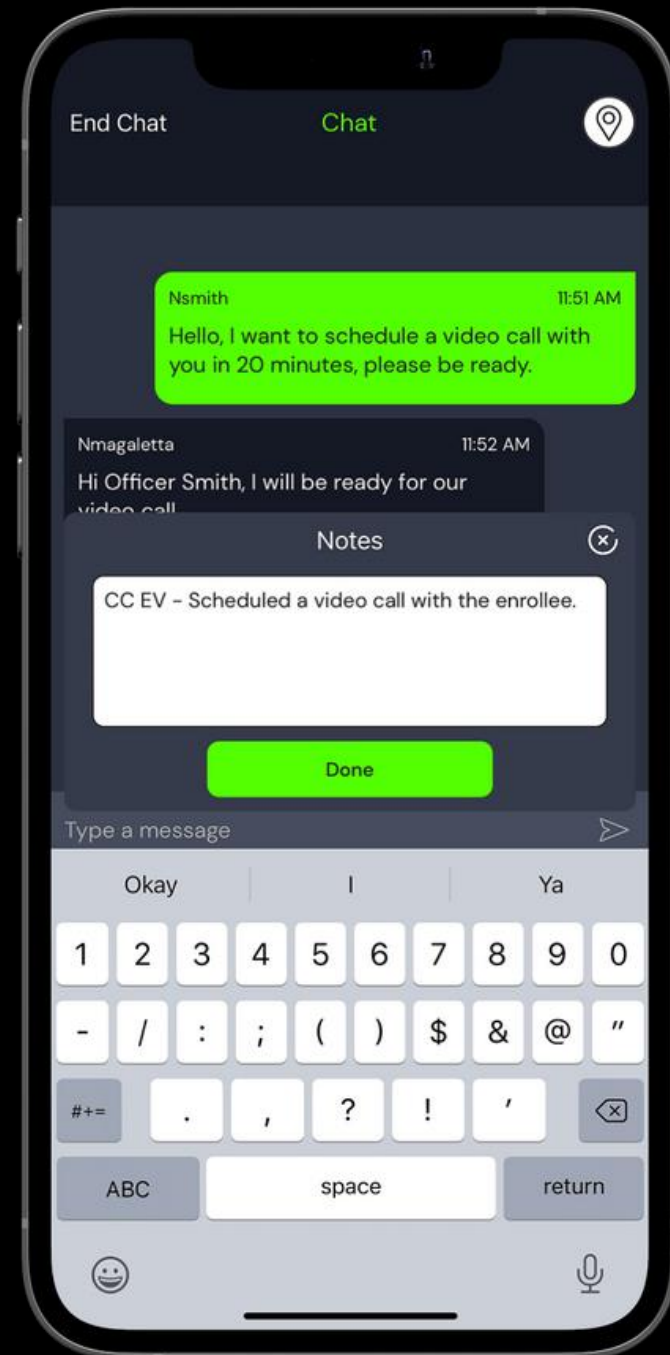 End Chat Chat
Nsmith 11:51 AM
Hello, I want to schedule a video call with
you in 20 minutes, please be ready.
Nmagaletta 11:52 AM
Hi Officer Smith, I will be ready for our
video call
Notes
CC EV - Scheduled a video call with the enrollee.
Done
Type a message
Okay I Ya
1 2 3 4 5 6 7 8 9 0
- / : ; ( ) $ & @ "
#+= . , ? ! '
ABC space return